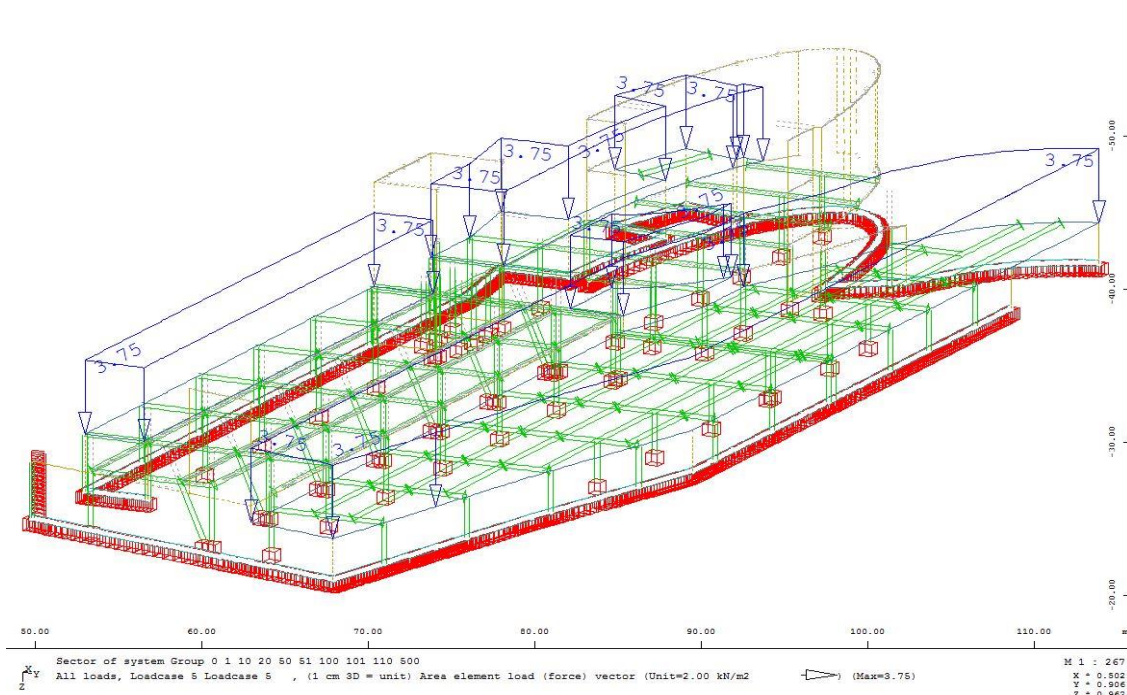 3.75
3.75
3.75
3.75
3.75
3.75
3.75
3.75
3.75
3.75
3.75
-50.00
-40.00
-30.00
-20.00
50.00 60.00 70.00 80.00 90.00 100.00 110.00 m
Sector of system Group 0 1 10 20 50 51 100 101 110 500
All loads, Loadcase 5 Loadcase 5 , (1 cm 3D = unit) Area element load (force) vector (Unit=2.00 kN/m2 ) (Max=3.75)
X Y
Z
M 1 : 267
X * 0.502
Y * 0.906
Z * 0.962